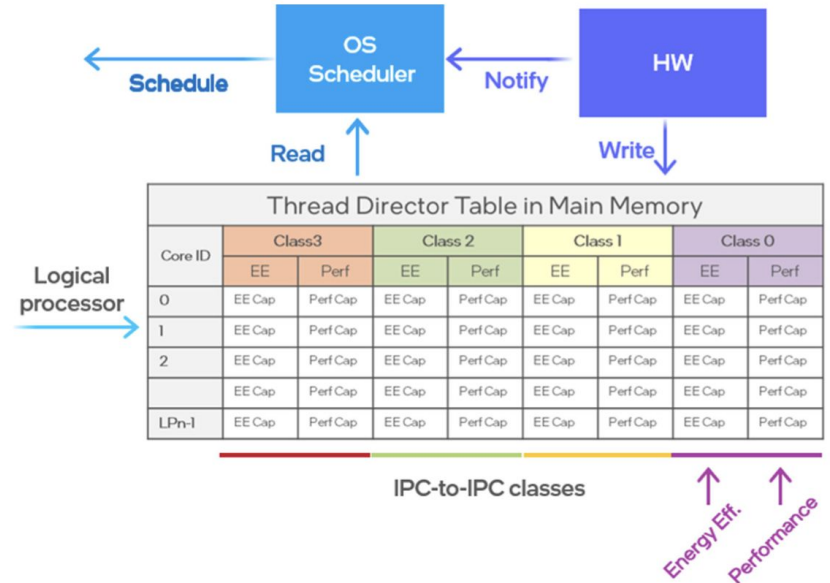 OS
Scheduler
HW
Schedule
Notify
Read
Write
Thread Director Table in Main Memory
Core ID Class3 Class 2 Class 1 Class 0
EE Perf EE Perf EE Perf EE Perf
Logical
processor
0 EE Cap Perf Cap EE Cap Perf Cap EE Cap Perf Cap EE Cap Perf Cap
1 EE Cap Perf Cap EE Cap Perf Cap EE Cap Perf Cap EE Cap Perf Cap
2 EE Cap Perf Cap EE Cap Perf Cap EE Cap Perf Cap EE Cap Perf Cap
EE Cap Perf Cap EE Cap Perf Cap EE Cap Perf Cap EE Cap Perf Cap
LPn-1 EE Cap Perf Cap EE Cap Perf Cap EE Cap Perf Cap EE Cap Perf Cap
IPC-to-IPC classes
Energy Eff.
Performance